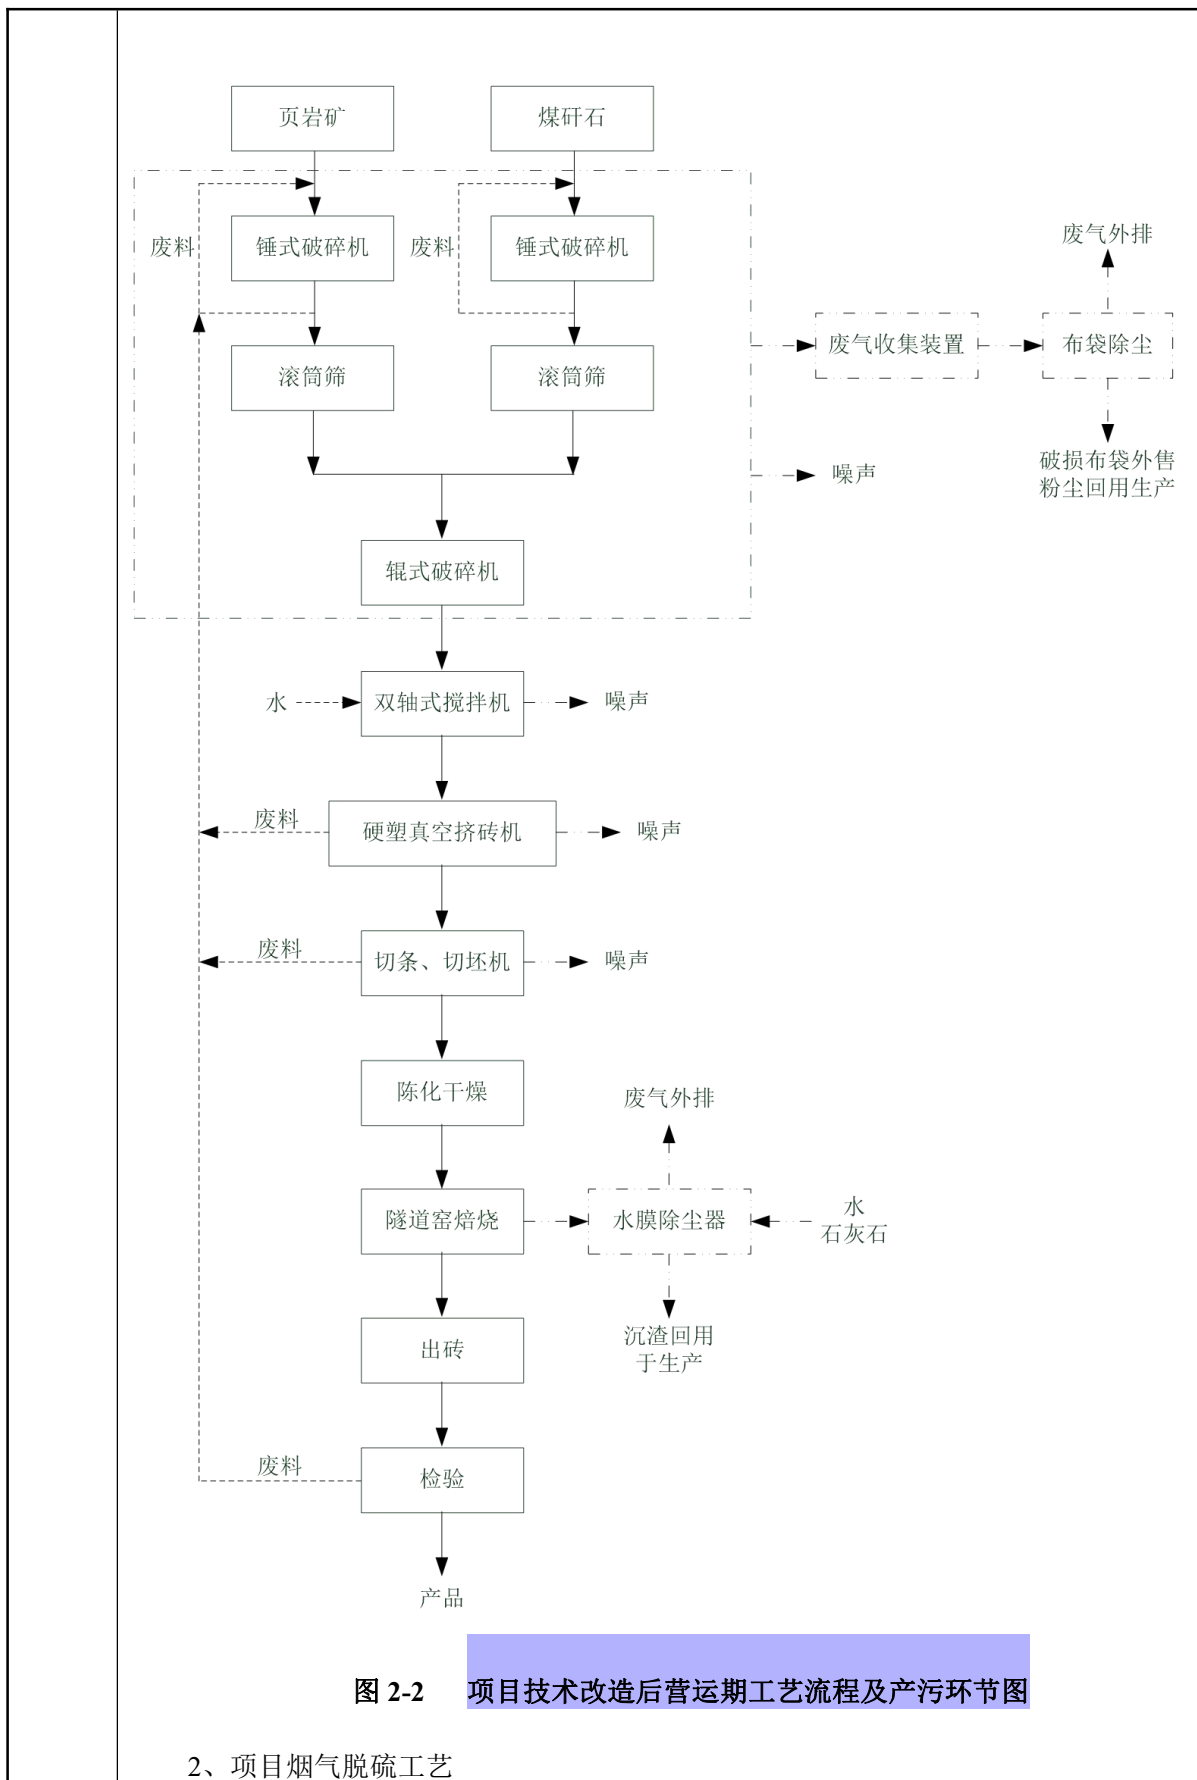 页岩矿
煤矸石
废料
锤式破碎机
废料
锤式破碎机
废气外排
滚筒筛
滚筒筛
废气收集装置
布袋除尘
噪声
破损布袋外售
粉尘回用生产
辊式破碎机
水
双轴式搅拌机
噪声
废料
硬塑真空挤砖机
噪声
废料
切条、切坯机
噪声
陈化干燥
废气外排
隧道窑焙烧
水膜除尘器
水
石灰石
出砖
沉渣回用
于生产
废料
检验
产品
图 2-2 项目技术改造后营运期工艺流程及产污环节图
2、项目烟气脱硫工艺